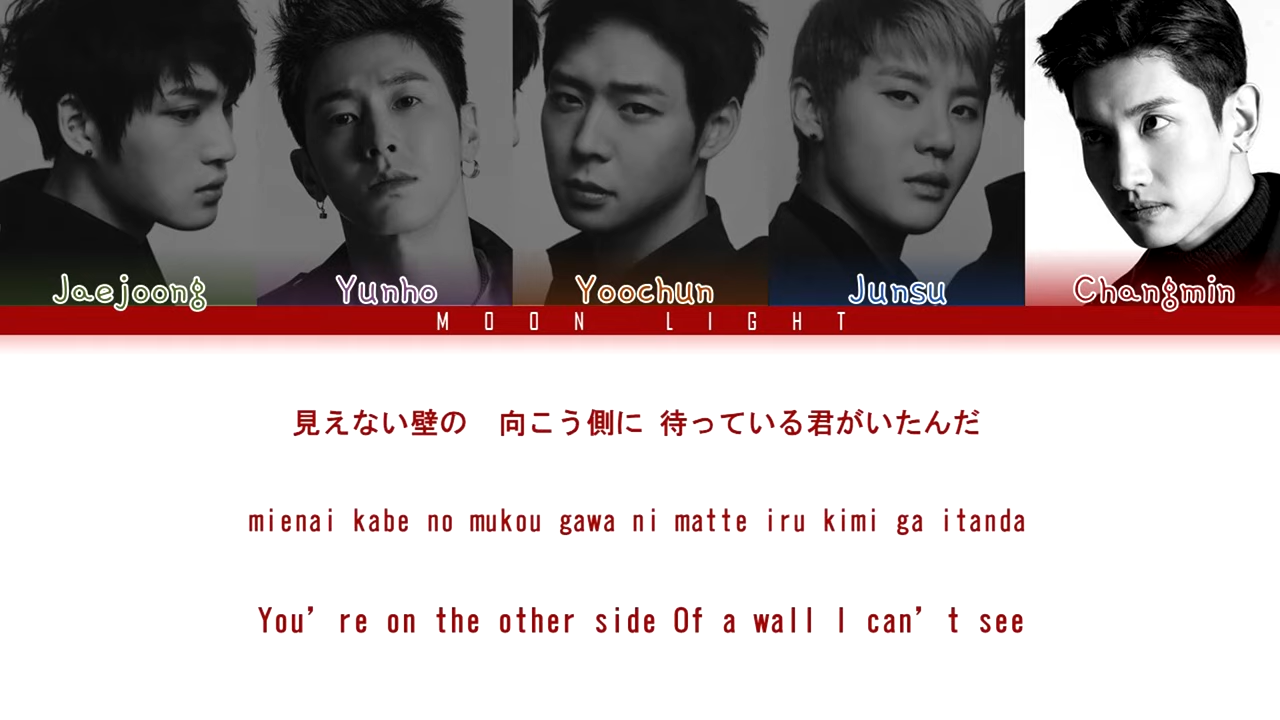 Jaejoong Yunho Yoochun Junsu Changmin
MOON LIGHT
見えない壁の　向こう側に 待っている君がいたんだ
mienai kabe no mukou gawa ni matte iru kimi ga itanda
You’re on the other side Of a wall I can’t see